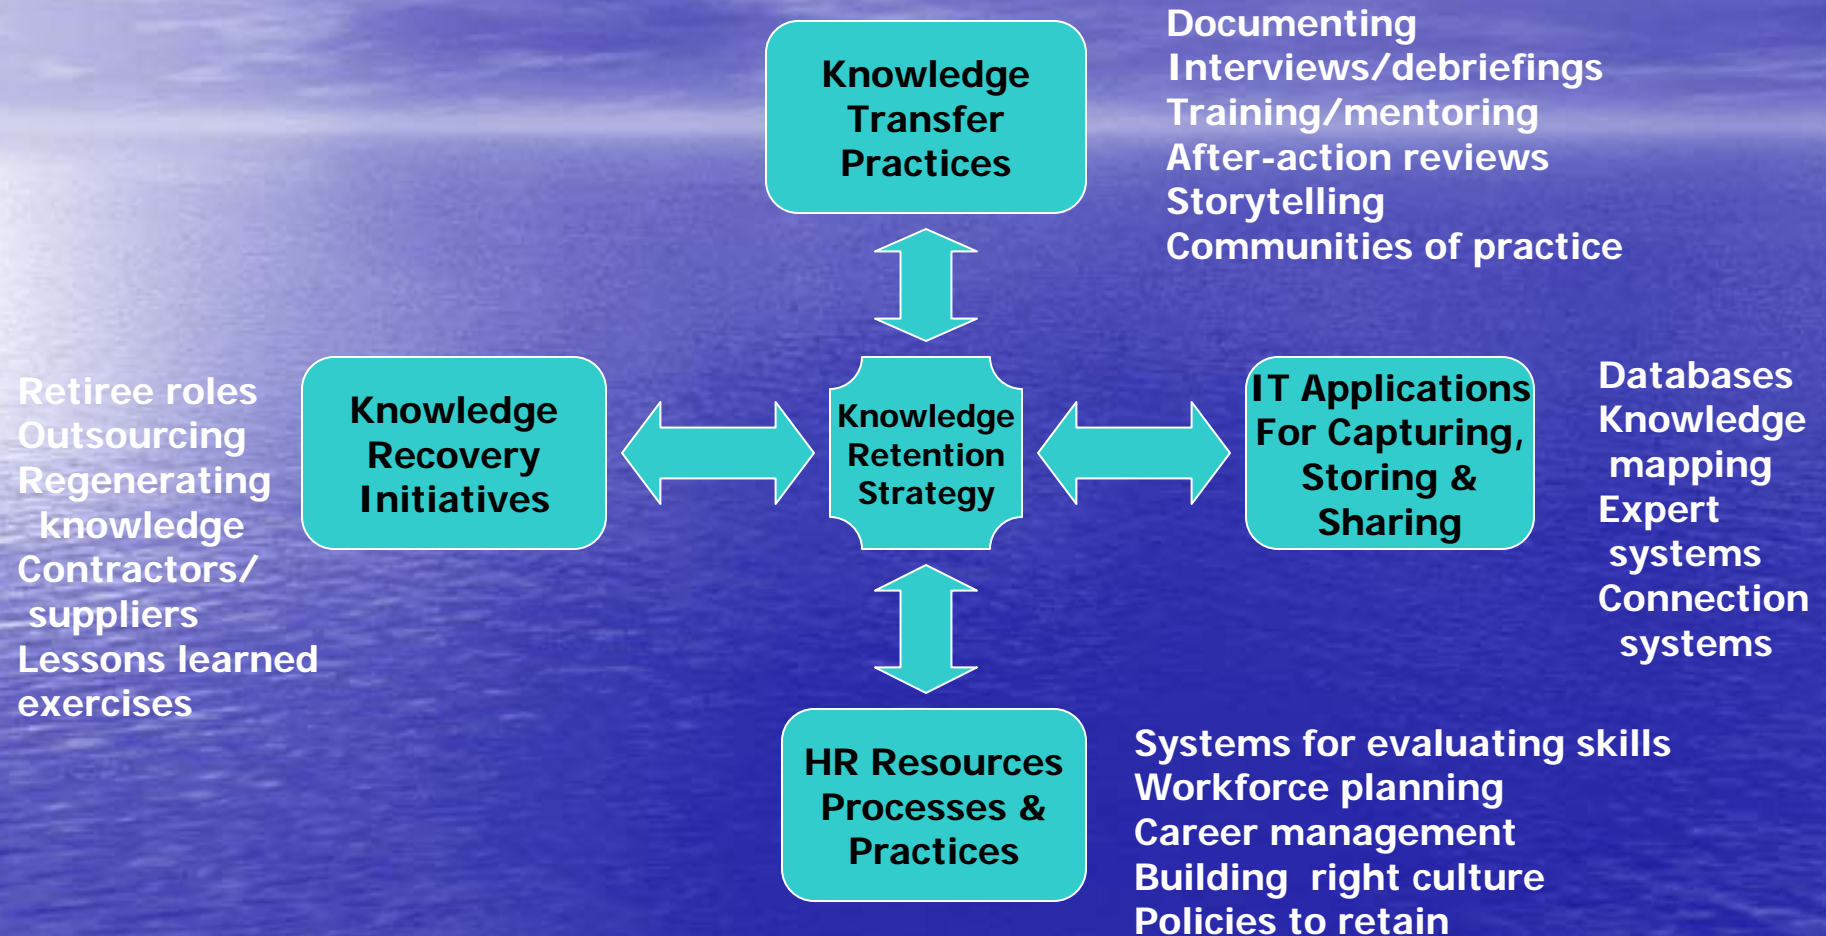 Knowledge
Transfer
Practices
Documenting
Interviews/debriefings
Training/mentoring
After-action reviews
Storytelling
Communities of practice
Retiree roles
Outsourcing
Regenerating
knowledge
Contractors/
suppliers
Lessons learned
exercises
Knowledge
Recovery
Initiatives
Knowledge
Retention
Strategy
IT Applications
For Capturing,
Storing &
Sharing
Databases
Knowledge
mapping
Expert
systems
Connection
systems
HR Resources
Processes &
Practices
Systems for evaluating skills
Workforce planning
Career management
Building right culture
Policies to retain